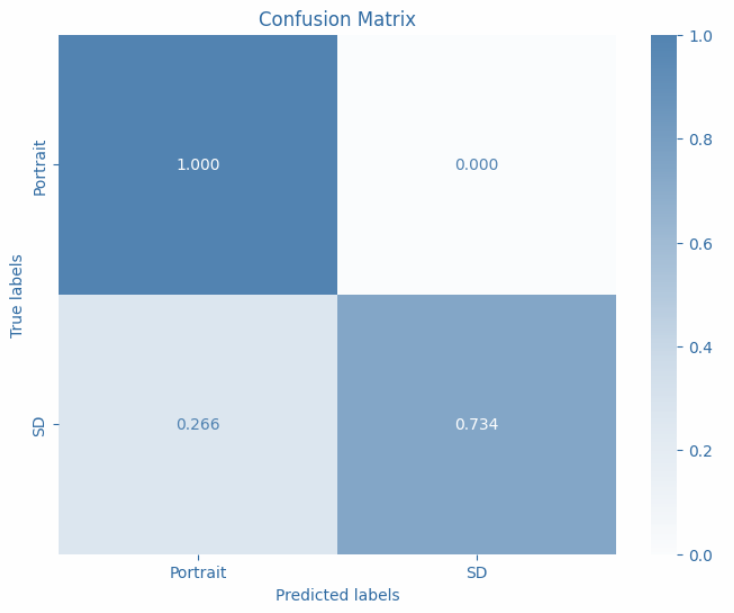 Confusion Matrix
1.0
Portrait
1.000
0.000
0.8
0.6
True labels
0.4
SD
0.266
0.734
0.2
0.0
Portrait
SD
Predicted labels